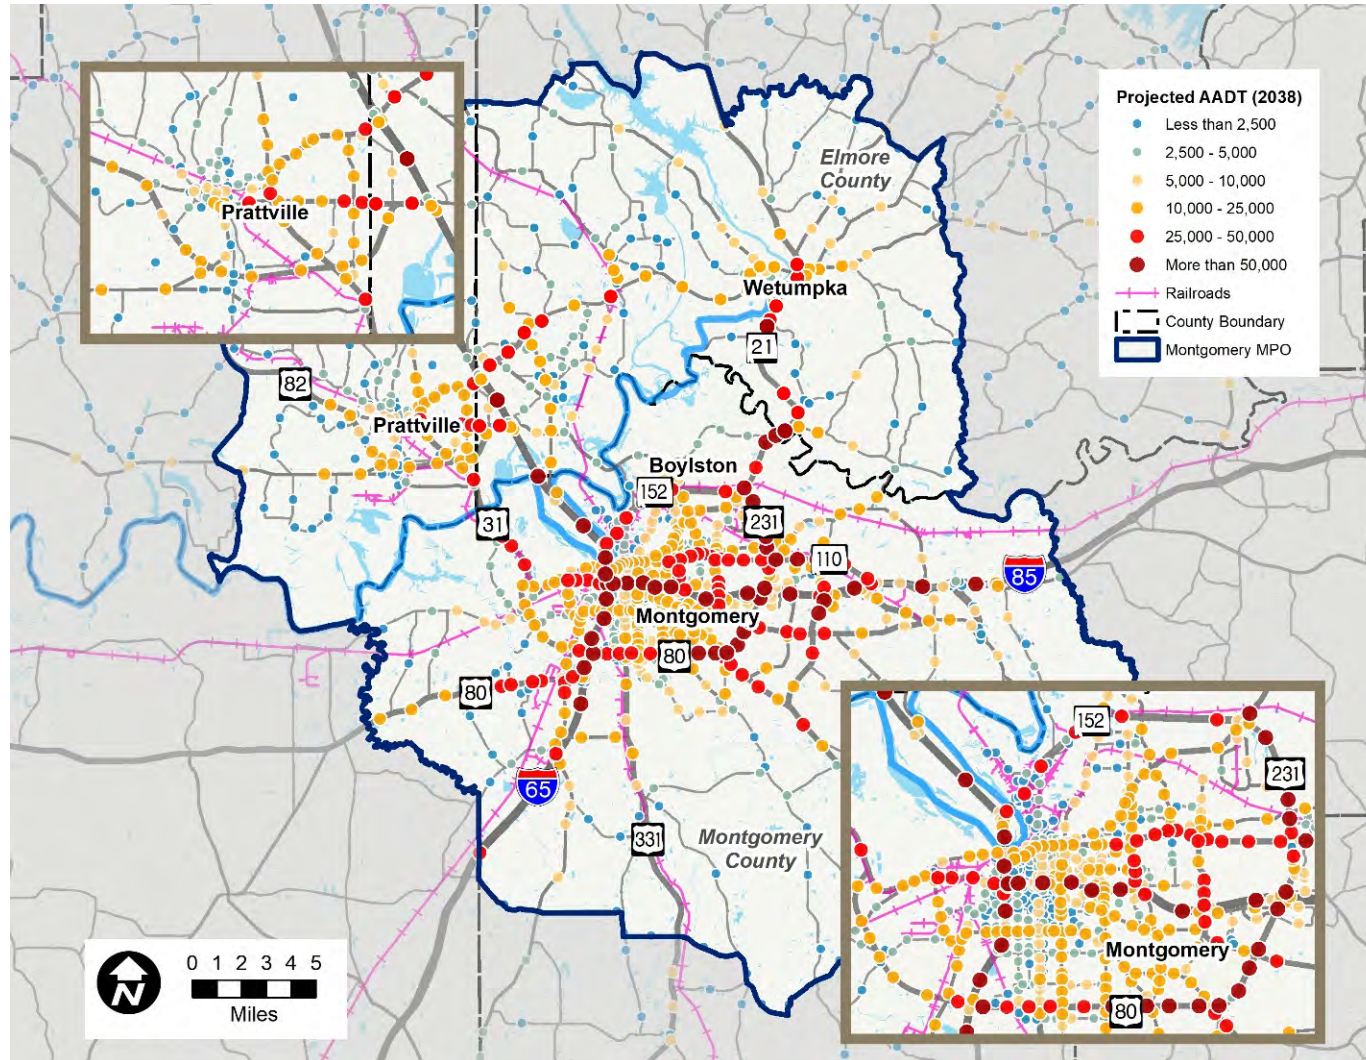 Prattville
Elmore
County
Projected AADT (2038)
Less than 2,500
2,500 - 5,000
5,000 - 10,000
10,000 - 25,000
25,000 - 50,000
More than 50,000
Railroads
County Boundary
Montgomery MPO
Wetumpka
21
82
Prattville
Boylston
152
31
231
110
85
Montgomery
80
80
65
331
Montgomery
County
152
231
Montgomery
80
N
0 1 2 3 4 5
Miles